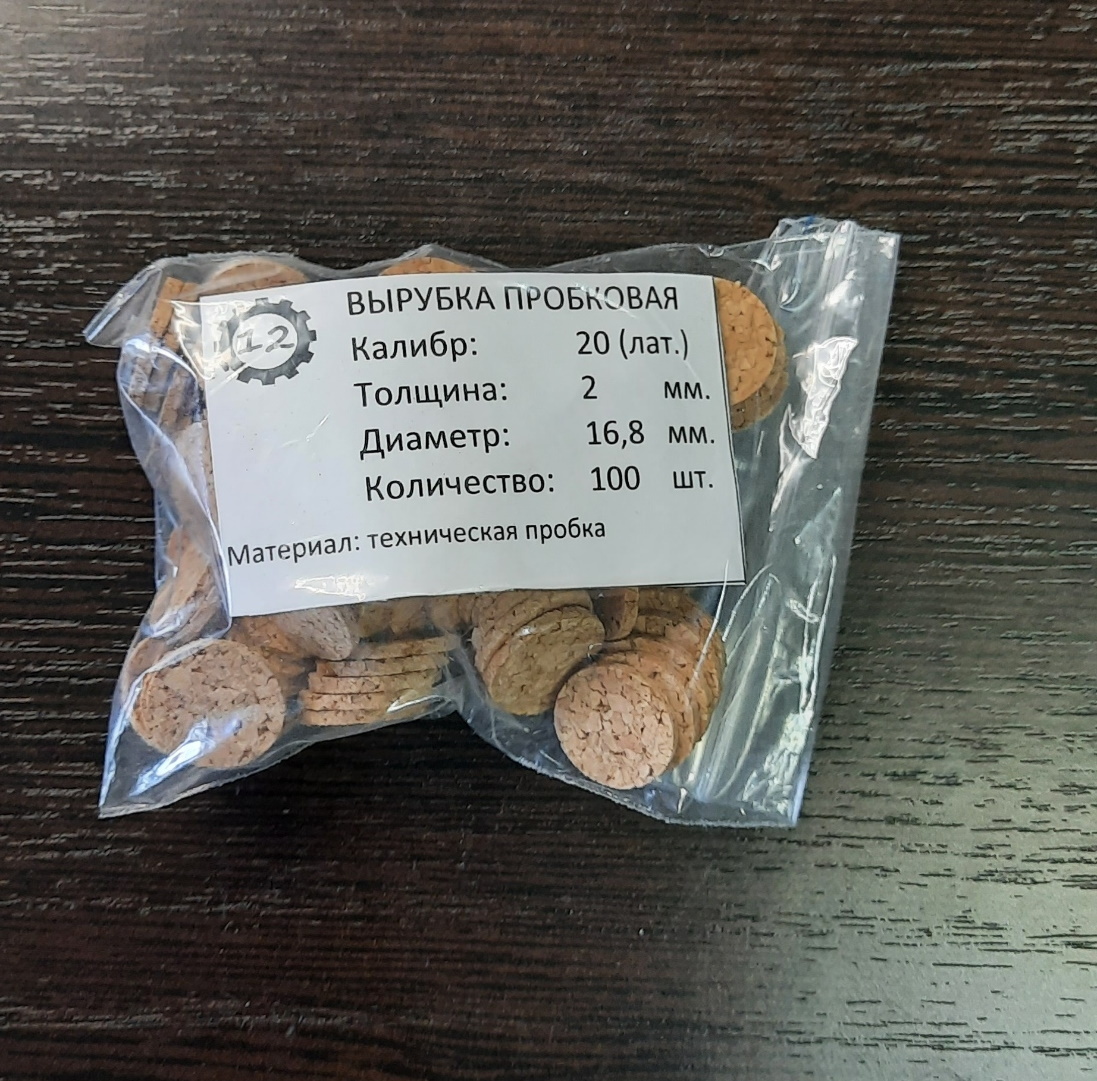 ВЫРУБКА ПРОБКОВАЯ
12
Калибр: 20 (лат.)
Толщина: 2 мм.
Диаметр: 16,8 мм.
Количество: 100 шт.
Материал: техническая пробка